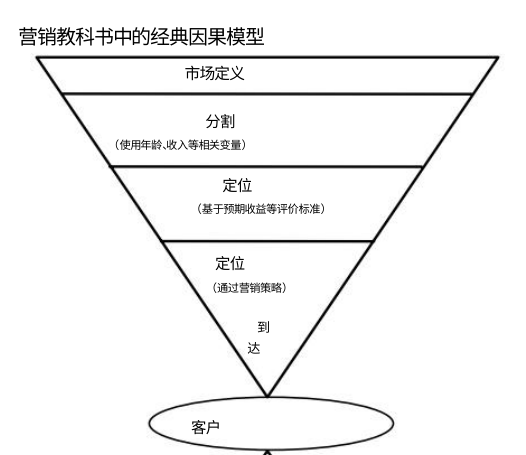 营销教科书中的经典因果模型
市场定义
分割
（使用年龄、收入等相关变量）
定位
（基于预期收益等评价标准）
定位
（通过营销策略）
到
达
客户